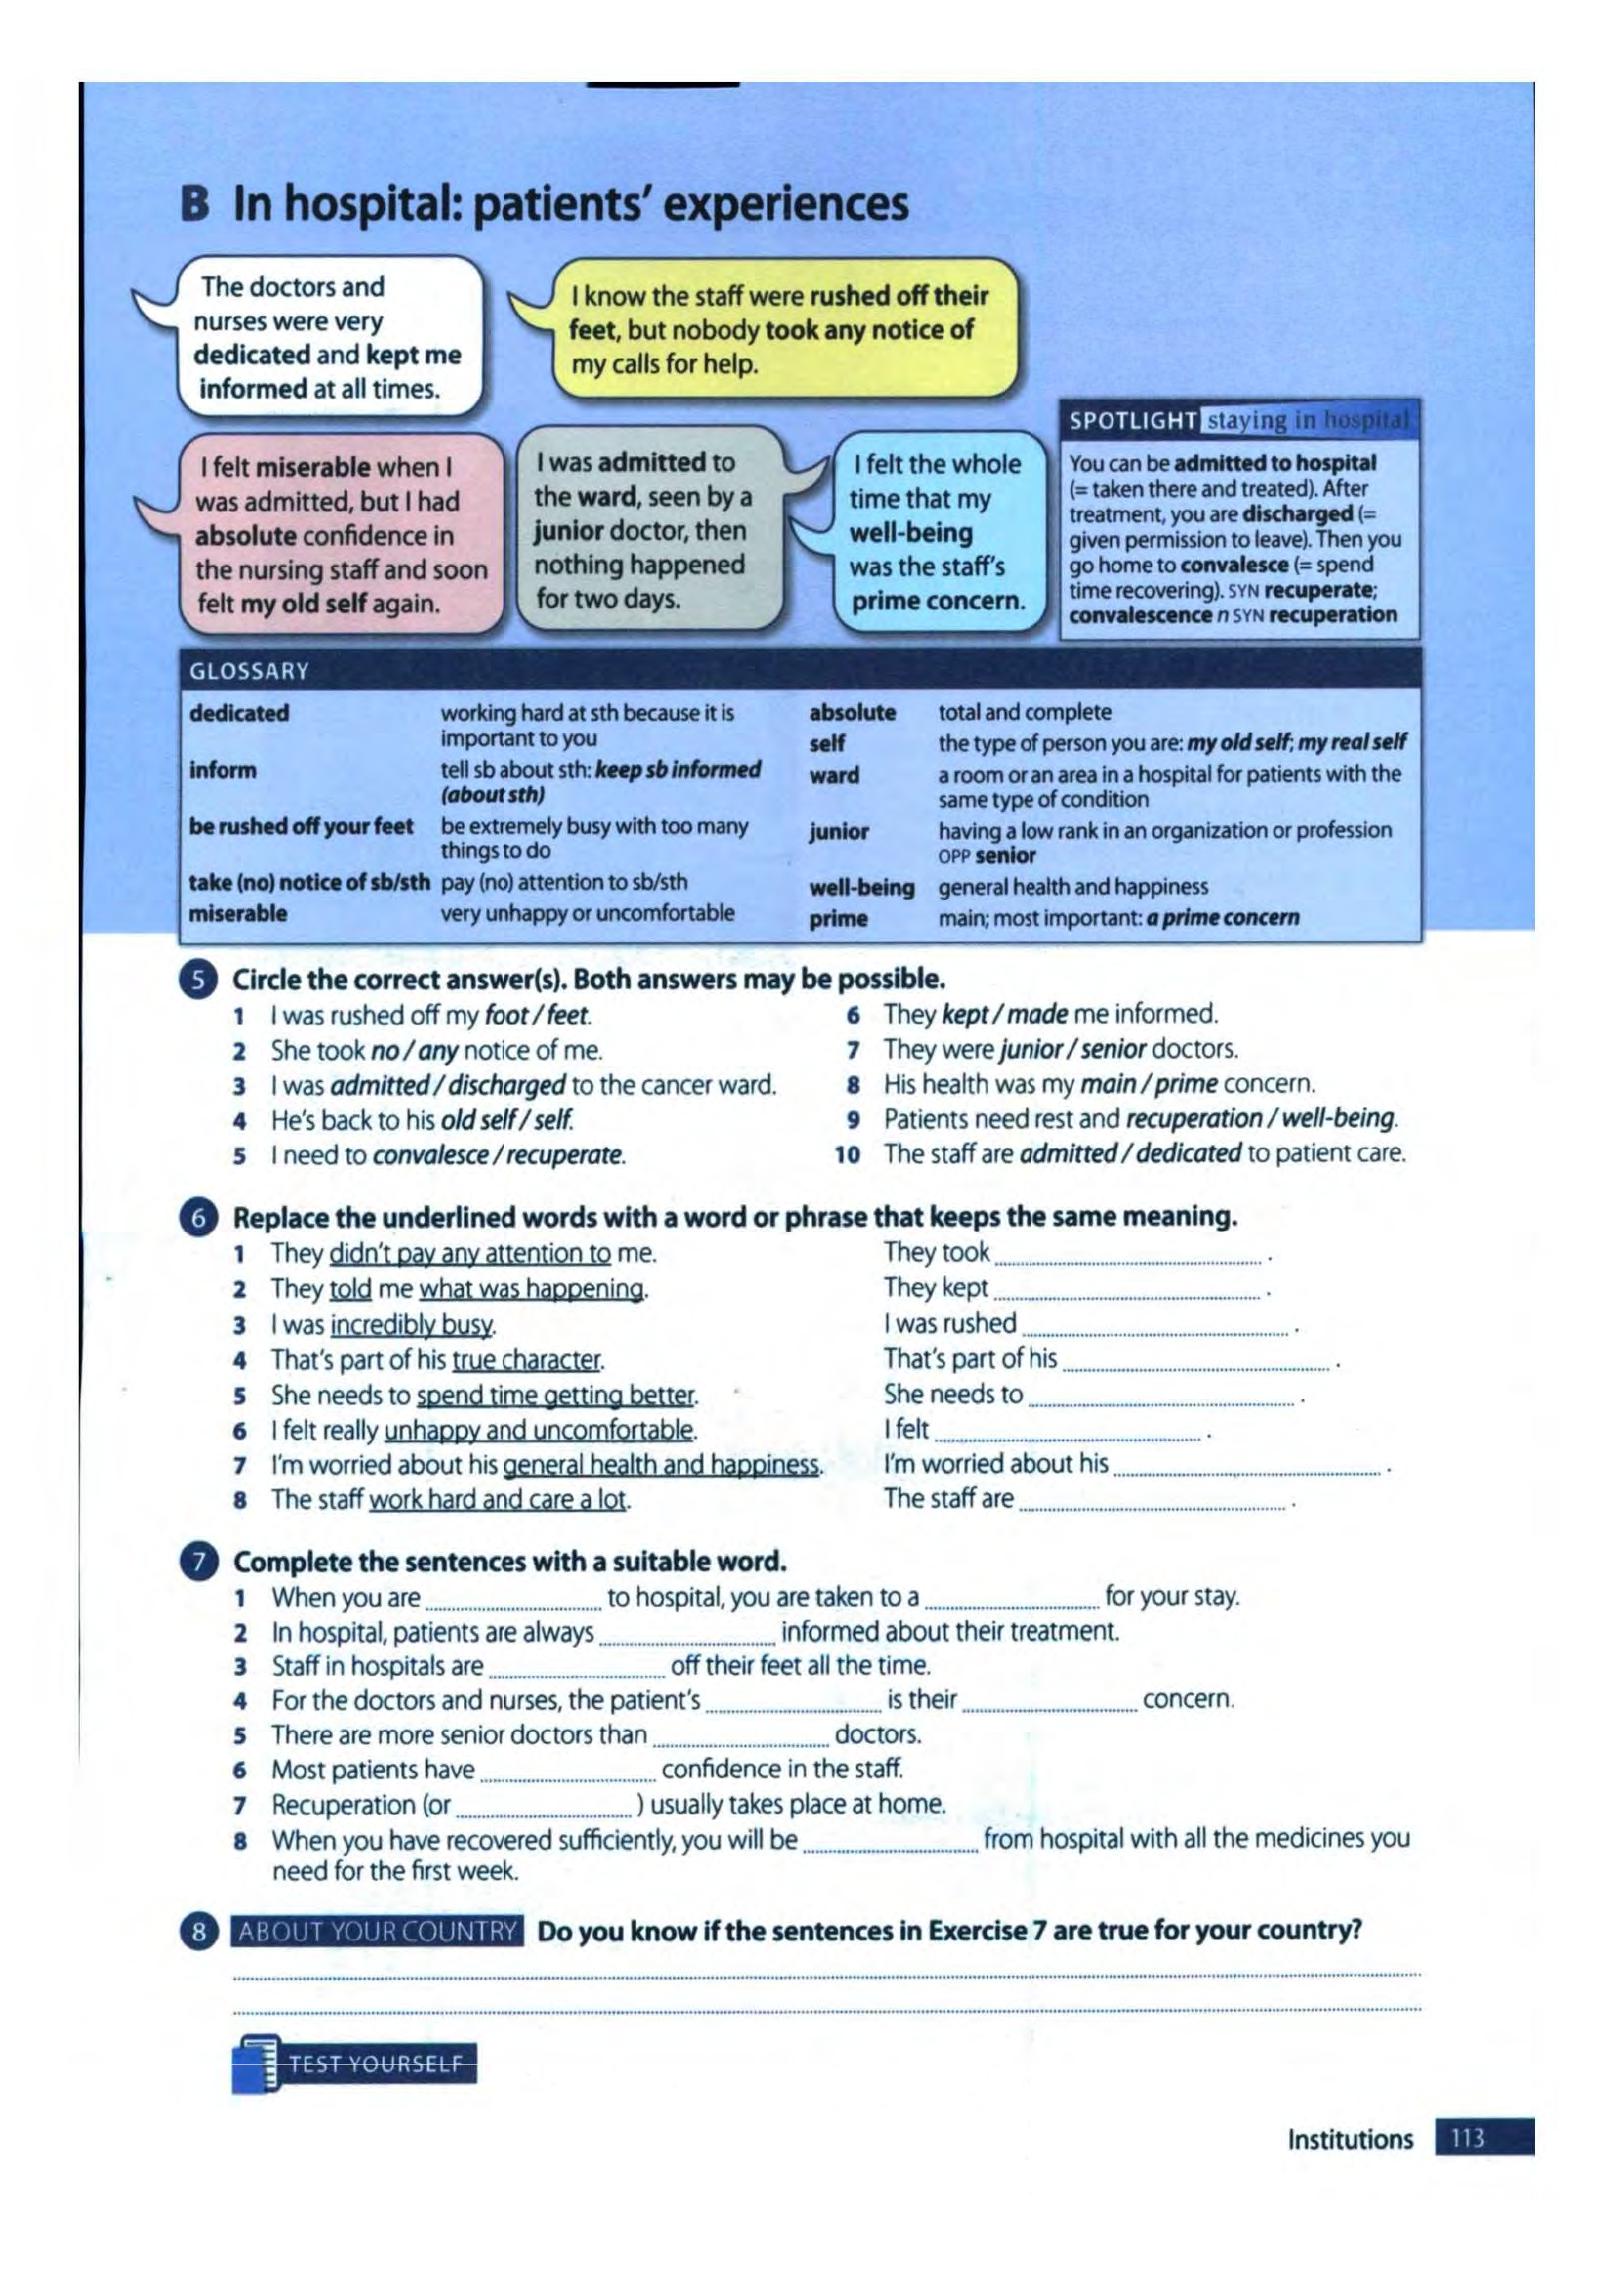 B In hospital: patients' experiences
The doctors and
nurses were very
dedicated and kept me
informed at all times.
I know the staff were rushed off their
feet, but nobody took any notice of
my calls for help.
I felt miserable when I
was admitted, but I had
absolute confidence in
the nursing staff and soon
felt my old self again.
I was admitted to
the ward, seen by a
junior doctor, then
nothing happened
for two days.
I felt the whole
time that my
well-being
was the staff's
prime concern.
SPOTLIGHT staying in hospital
You can be admitted to hospital
(= taken there and treated). After
treatment, you are discharged (=
given permission to leave). Then you
go home to convalesce (= spend
time recovering). SYN recuperate;
convalescence n SYN recuperation
GLOSSARY
dedicated working hard at sth because it is
important to you
inform tell sb about sth: keep sb informed
(about sth)
be rushed off your feet be extremely busy with too many
things to do
take (no) notice of sb/sth pay (no) attention to sb/sth
miserable very unhappy or uncomfortable
absolute total and complete
self the type of person you are: my old self; my real self
ward a room or an area in a hospital for patients with the
same type of condition
junior having a low rank in an organization or profession
OPP senior
well-being general health and happiness
prime main; most important: a prime concern
5 Circle the correct answer(s). Both answers may be possible.
1 I was rushed off my foot / feet.
2 She took no / any notice of me.
3 I was admitted / discharged to the cancer ward.
4 He's back to his old self / self.
5 I need to convalesce / recuperate.
6 They kept / made me informed.
7 They were junior / senior doctors.
8 His health was my main / prime concern.
9 Patients need rest and recuperation / well-being.
10 The staff are admitted / dedicated to patient care.
6 Replace the underlined words with a word or phrase that keeps the same meaning.
1 They didn't pay any attention to me. They took .
2 They told me what was happening. They kept .
3 I was incredibly busy. I was rushed .
4 That's part of his true character. That's part of his .
5 She needs to spend time getting better. She needs to .
6 I felt really unhappy and uncomfortable. I felt .
7 I'm worried about his general health and happiness. I'm worried about his .
8 The staff work hard and care a lot. The staff are .
7 Complete the sentences with a suitable word.
1 When you are to hospital, you are taken to a for your stay.
2 In hospital, patients are always informed about their treatment.
3 Staff in hospitals are off their feet all the time.
4 For the doctors and nurses, the patient's is their concern.
5 There are more senior doctors than doctors.
6 Most patients have confidence in the staff.
7 Recuperation (or ) usually takes place at home.
8 When you have recovered sufficiently, you will be from hospital with all the medicines you
need for the first week.
8 ABOUT YOUR COUNTRY Do you know if the sentences in Exercise 7 are true for your country?
TEST YOURSELF
Institutions 113